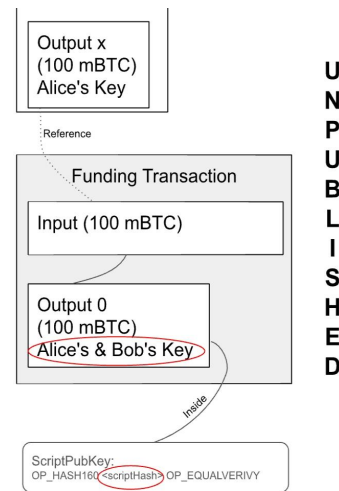 Output x
(100 mBTC)
Alice's Key
Reference
Funding Transaction
Input (100 mBTC)
Output 0
(100 mBTC)
Alice's & Bob's Key
Inside
ScriptPubKey:
OP_HASH160 <scriptHash> OP_EQUALVERIVY
U
N
P
U
B
L
I
S
H
E
D